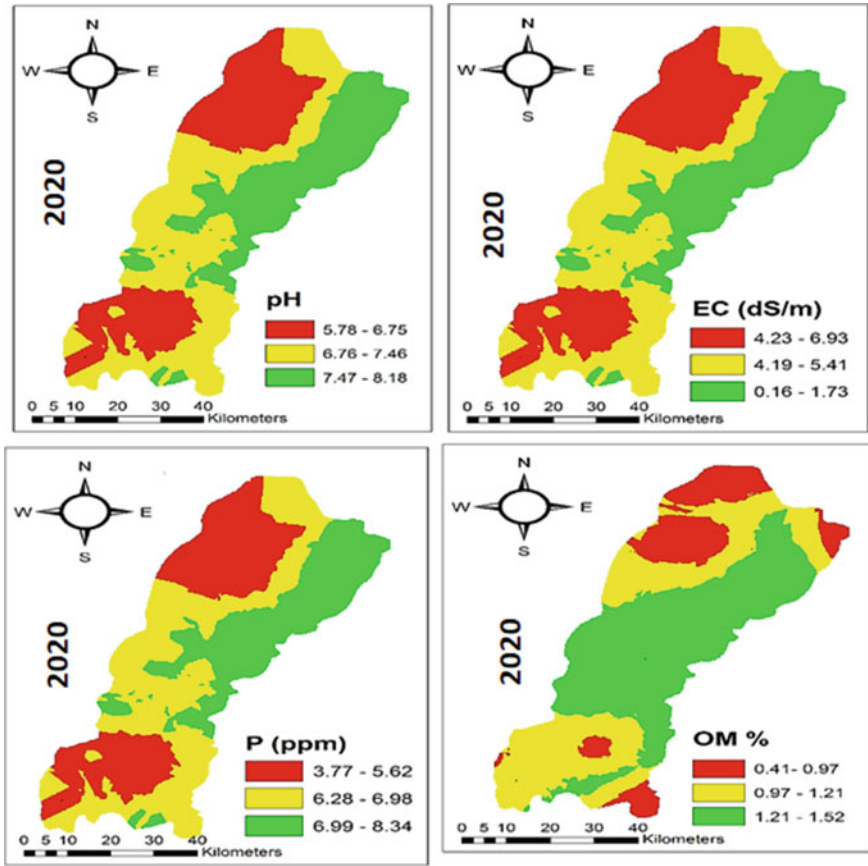 N
W E
S
2020
pH
5.78 - 6.75
6.76 - 7.46
7.47 - 8.18
0 5 10 20 30 40
Kilometers
N
W E
S
2020
EC (dS/m)
4.23 - 6.93
4.19 - 5.41
0.16 - 1.73
0 5 10 20 30 40
Kilometers
N
W E
S
2020
P (ppm)
3.77 - 5.62
6.28 - 6.98
6.99 - 8.34
0 5 10 20 30 40
Kilometers
N
W E
S
2020
OM %
0.41- 0.97
0.97 - 1.21
1.21 - 1.52
0 5 10 20 30 40
Kilometers